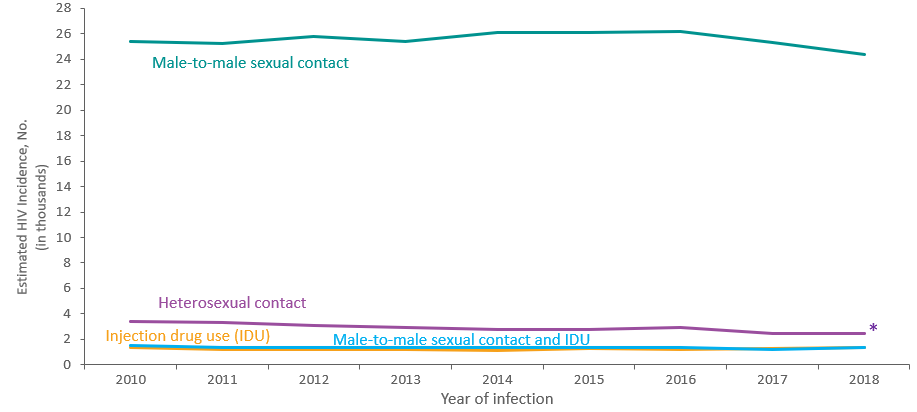 28
26
24
22
20
18
16
14
12
10
8
6
4
2
0
Estimated HIV Incidence, No.
(in thousands)
Male-to-male sexual contact
Heterosexual contact
*
Injection drug use (IDU)
Male-to-male sexual contact and IDU
2010 2011 2012 2013 2014 2015 2016 2017 2018
Year of infection